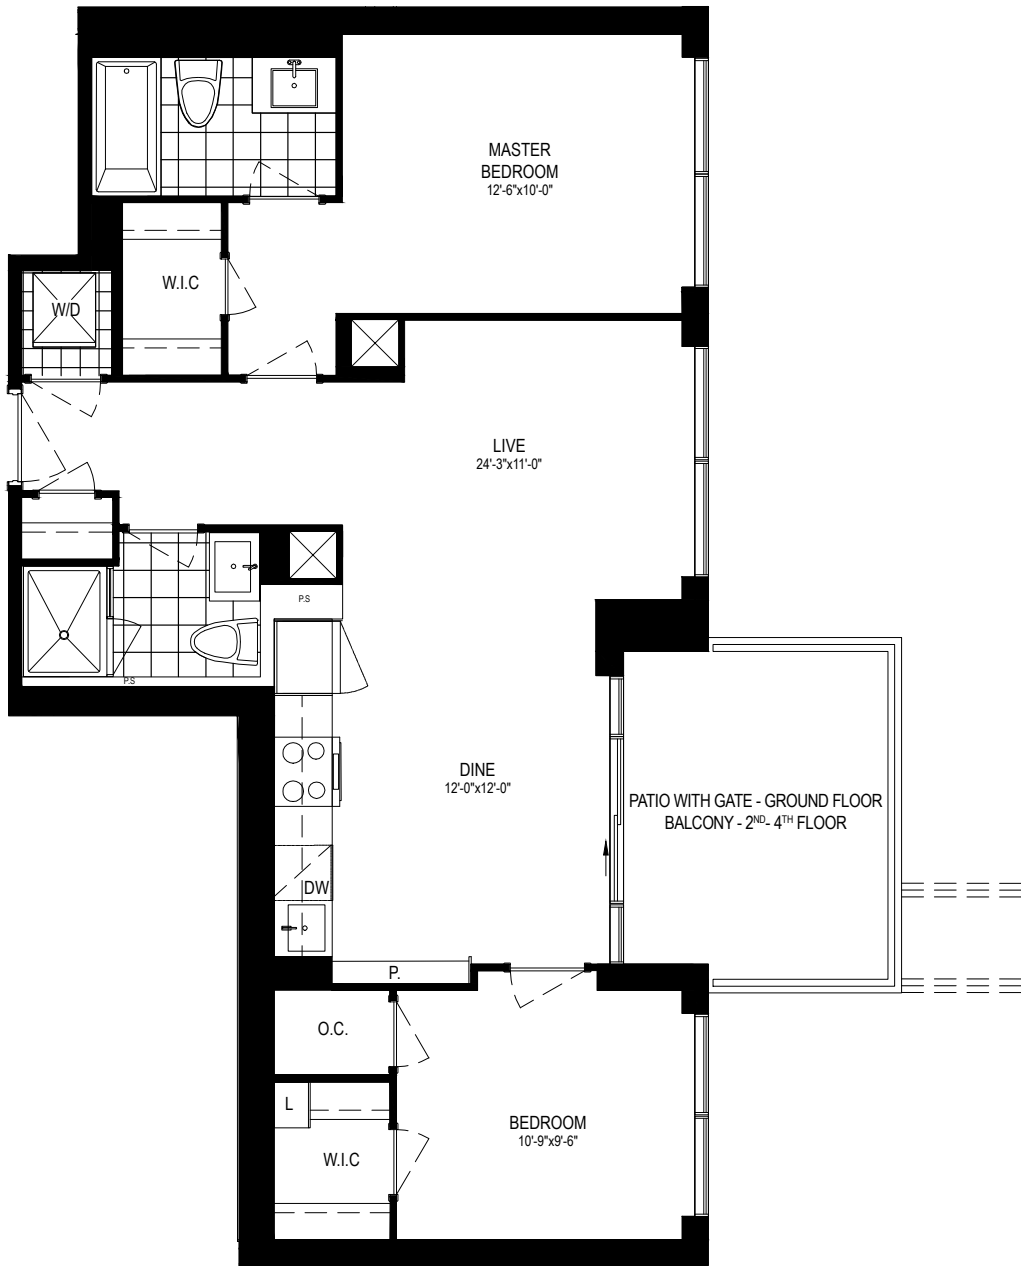 MASTER
BEDROOM
12'-6"x10'-0"
W.I.C
W/D
LIVE
24'-3"x11'-0"
P.S
P.S
DINE
12'-0"x12'-0"
PATIO WITH GATE - GROUND FLOOR
BALCONY - 2ND- 4TH FLOOR
DW
P.
O.C.
L
BEDROOM
10'-9"x9'-6"
W.I.C